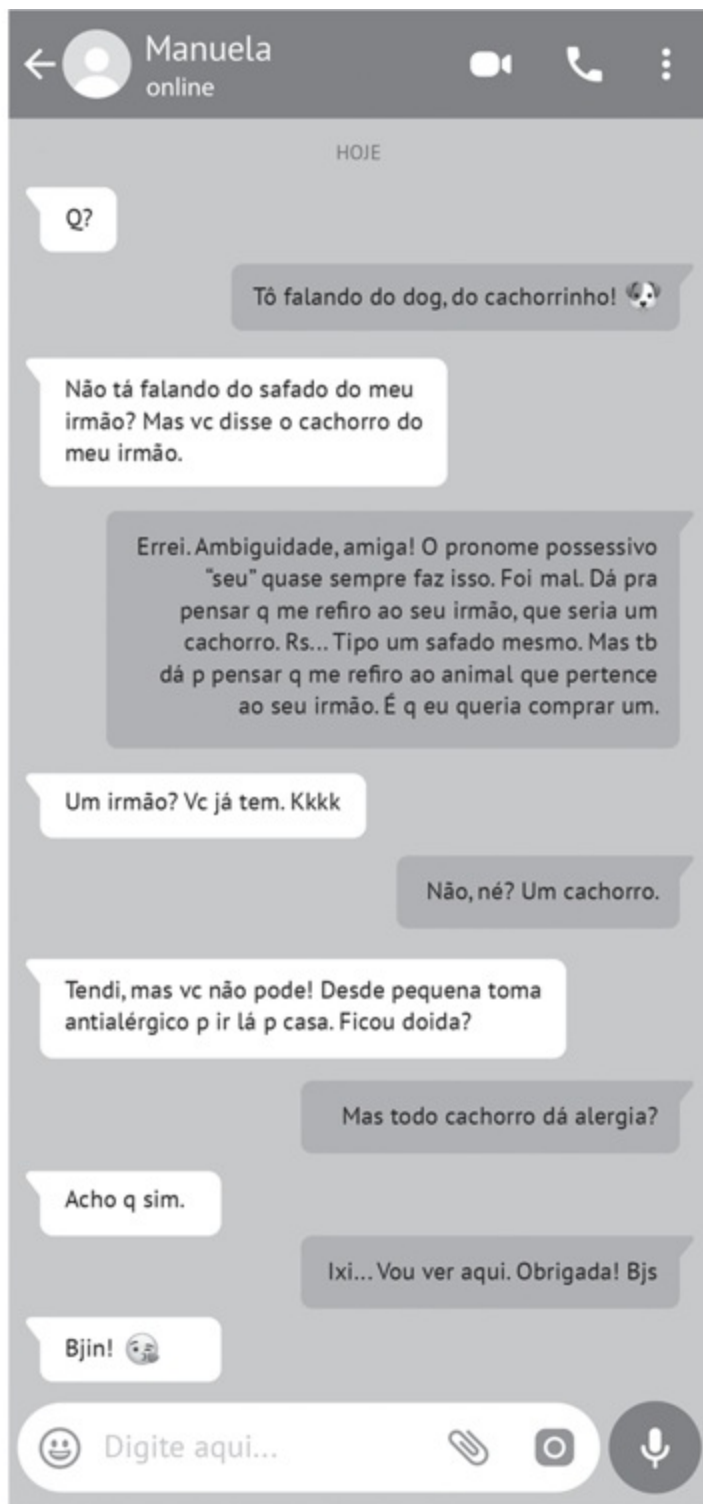 Manuela
online
HOJE
Q?
Tô falando do dog, do cachorrinho!
Não tá falando do safado do meu
irmão? Mas vc disse o cachorro do
meu irmão.
Errei. Ambiguidade, amiga! O pronome possessivo
“seu” quase sempre faz isso. Foi mal. Dá pra
pensar q me refiro ao seu irmão, que seria um
cachorro. Rs... Tipo um safado mesmo. Mas tb
dá p pensar q me refiro ao animal que pertence
ao seu irmão. É q eu queria comprar um.
Um irmão? Vc já tem. Kkkk
Não, né? Um cachorro.
Tendi, mas vc não pode! Desde pequena toma
antialérgico p ir lá p casa. Ficou doida?
Mas todo cachorro dá alergia?
Acho q sim.
Ixi... Vou ver aqui. Obrigada! Bjs
Bjin!
Digite aqui...